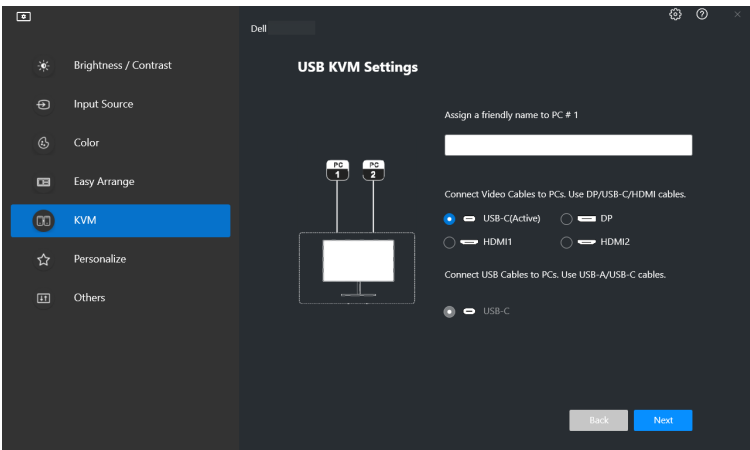 Dell
Brightness / Contrast
Input Source
Color
Easy Arrange
KVM
Personalize
Others
USB KVM Settings
PC 1
PC 2
Assign a friendly name to PC # 1
Connect Video Cables to PCs. Use DP/USB-C/HDMI cables.
USB-C(Active) DP
HDMI1 HDMI2
Connect USB Cables to PCs. Use USB-A/USB-C cables.
USB-C
Back Next